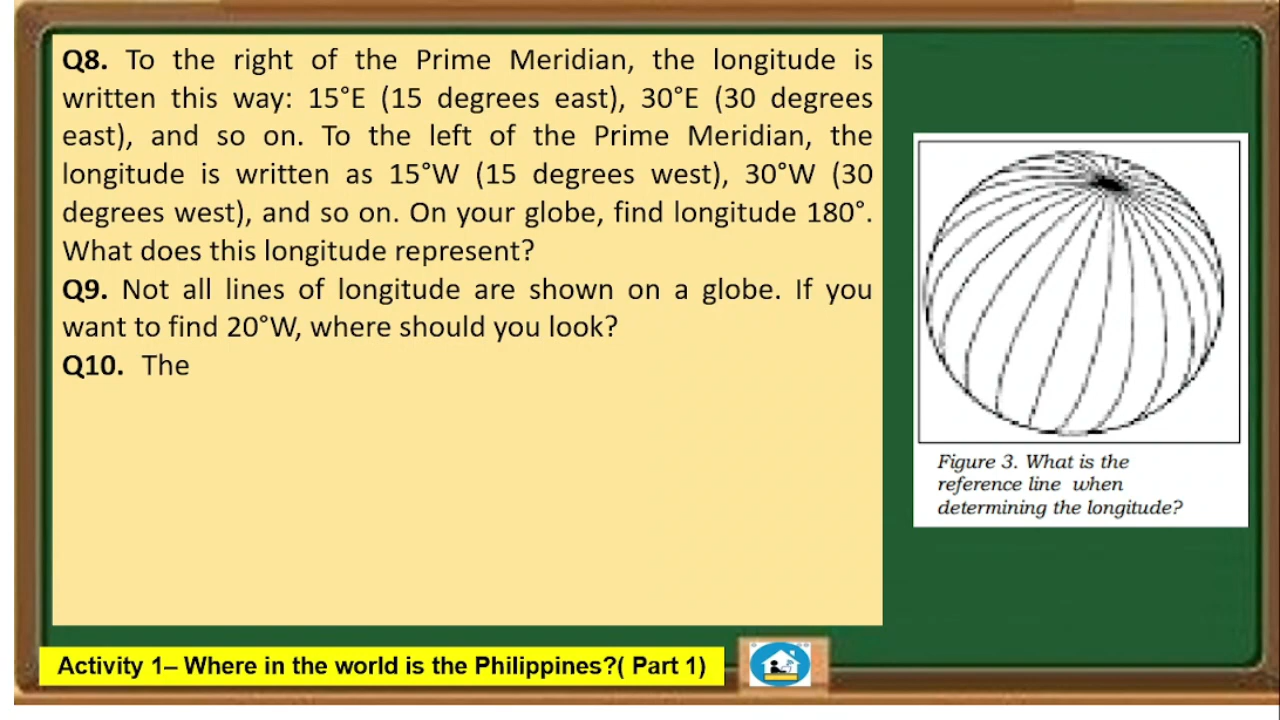 Q8. To the right of the Prime Meridian, the longitude is
written this way: 15°E (15 degrees east), 30°E (30 degrees
east), and so on. To the left of the Prime Meridian, the
longitude is written as 15°W (15 degrees west), 30°W (30
degrees west), and so on. On your globe, find longitude 180°.
What does this longitude represent?
Q9. Not all lines of longitude are shown on a globe. If you
want to find 20°W, where should you look?
Q10. The
Figure 3. What is the
reference line when
determining the longitude?
Activity 1– Where in the world is the Philippines?( Part 1)